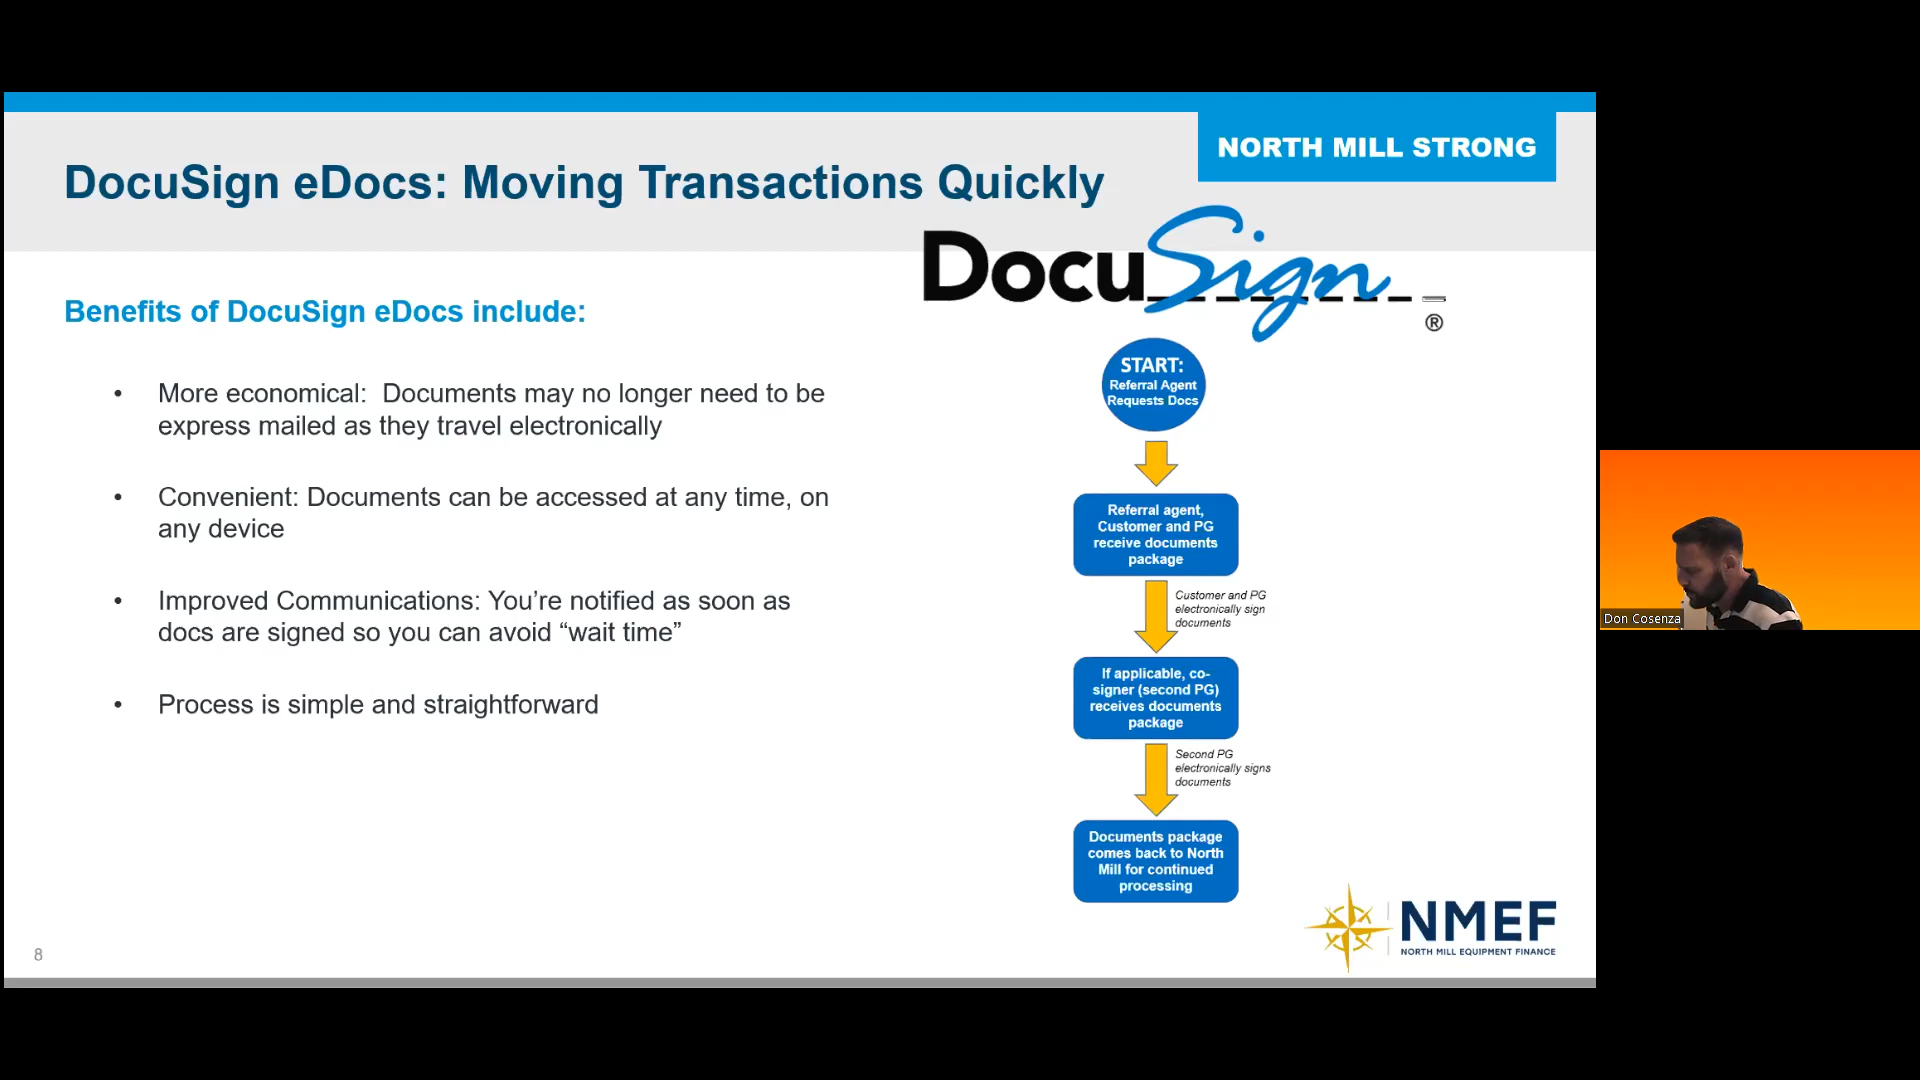 NORTH MILL STRONG
DocuSign eDocs: Moving Transactions Quickly
DocuSign
®
Benefits of DocuSign eDocs include:
• More economical:  Documents may no longer need to be
express mailed as they travel electronically
• Convenient: Documents can be accessed at any time, on
any device
• Improved Communications: You’re notified as soon as
docs are signed so you can avoid “wait time”
• Process is simple and straightforward
START:
Referral Agent
Requests Docs
Referral agent,
Customer and PG
receive documents
package
Customer and PG
electronically sign
documents
If applicable, co-
signer (second PG)
receives documents
package
Second PG
electronically signs
documents
Documents package
comes back to North
Mill for continued
processing
NMEF
NORTH MILL EQUIPMENT FINANCE
8
Don Cosenza